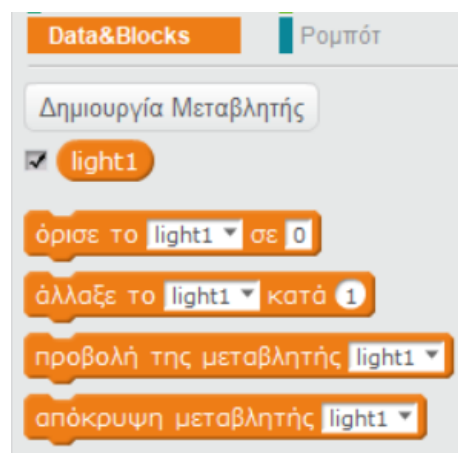 Data&Blocks Ρομπότ
Δημιουργία Μεταβλητής
light1
όρισε το light1 σε 0
άλλαξε το light1 κατά 1
προβολή της μεταβλητής light1
απόκρυψη μεταβλητής light1